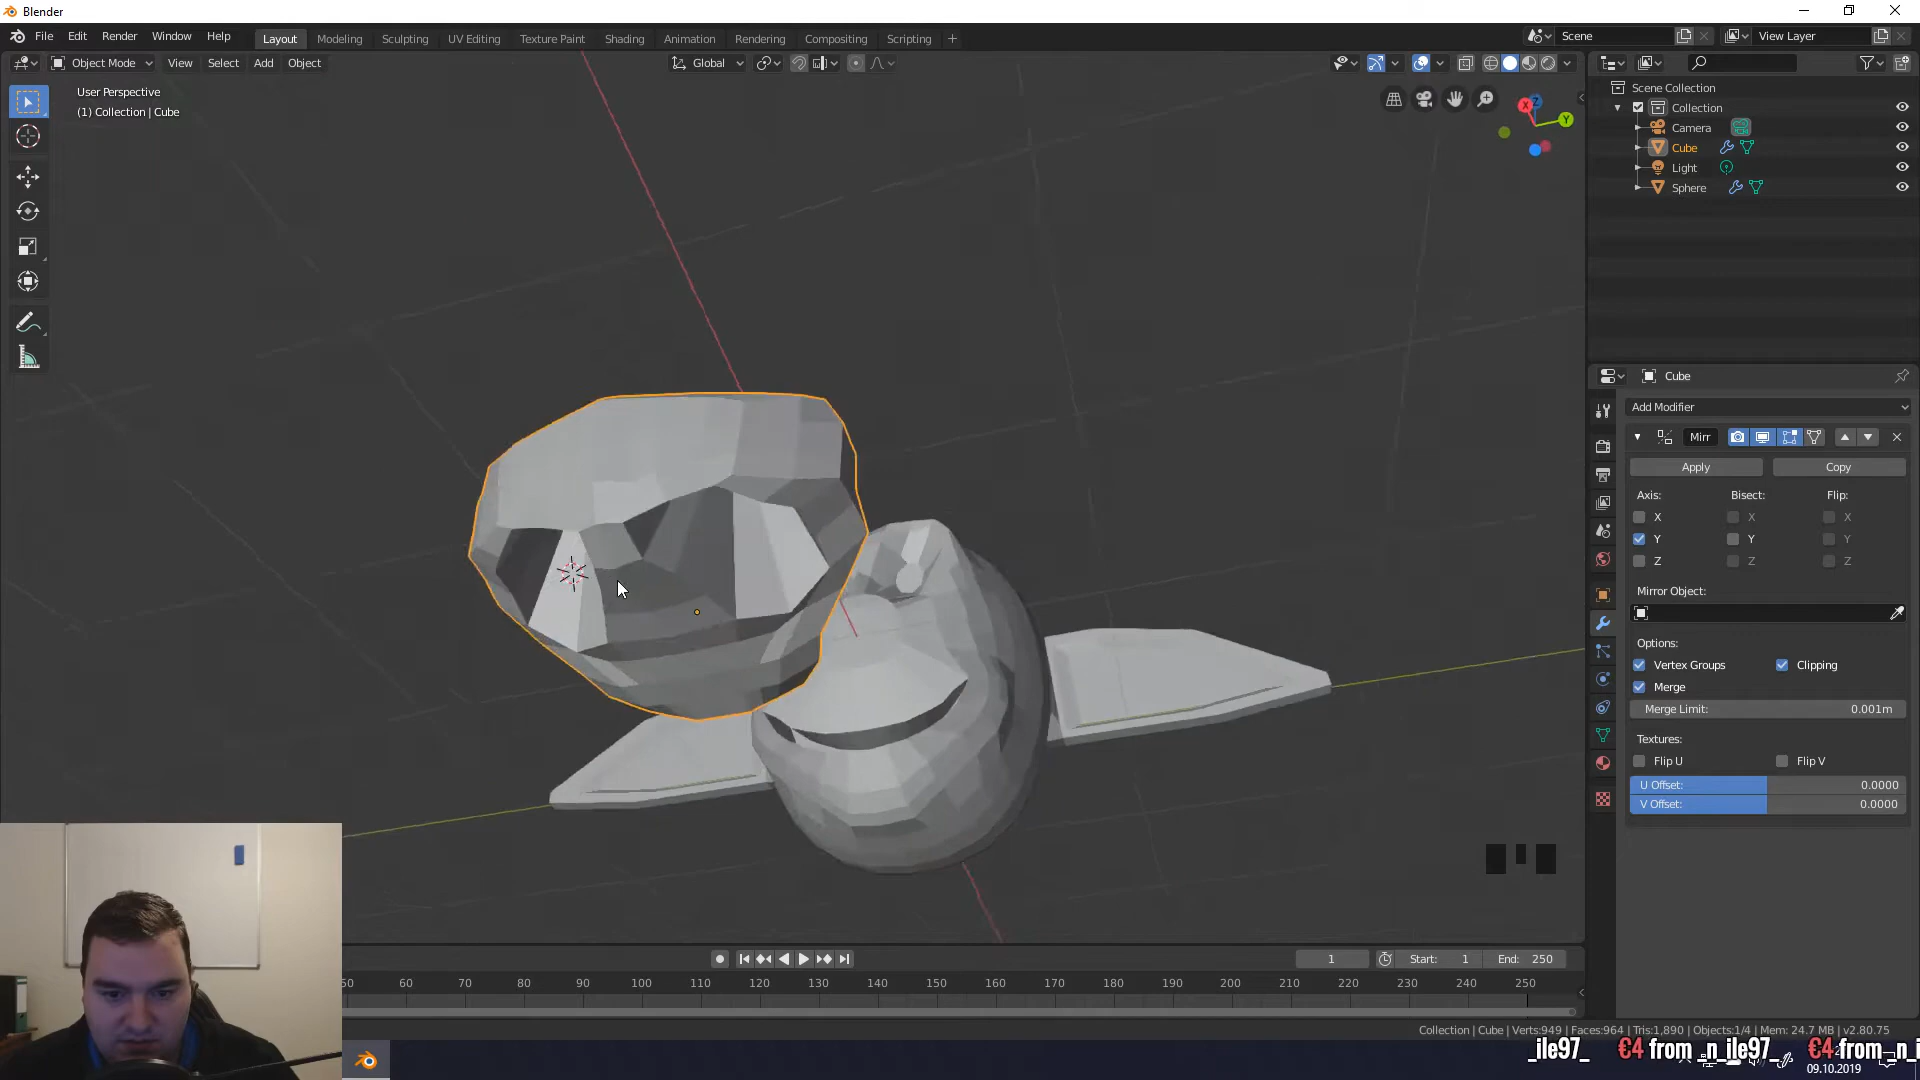 Blender
File Edit Render Window Help
Layout Modeling Sculpting UV Editing Texture Paint Shading Animation Rendering Compositing Scripting
Scene
View Layer
Object Mode View Select Add Object
Global
User Perspective
(1) Collection | Cube
Y
Scene Collection
Collection
Camera
Cube
Light
Sphere
Cube
Add Modifier
Mirr
Apply Copy
Axis: Bisect: Flip:
X X X
Y Y Y
Z Z Z
Mirror Object:
Options:
Vertex Groups Clipping
Merge
Merge Limit: 0.001m
Textures:
Flip U Flip V
U Offset: 0.0000
V Offset: 0.0000
1 Start: 1 End: 250
50 60 70 80 90 100 110 120 130 140 150 160 170 180 190 200 210 220 230 240 250
Collection | Cube | Verts:949 | Faces:964 | Tris:1,890 | Objects:1/4 | Mem: 24.7 MB | v2.80.75
_ile97_ €4 from _n_ile97_ €4 from _n_i
09.10.2019